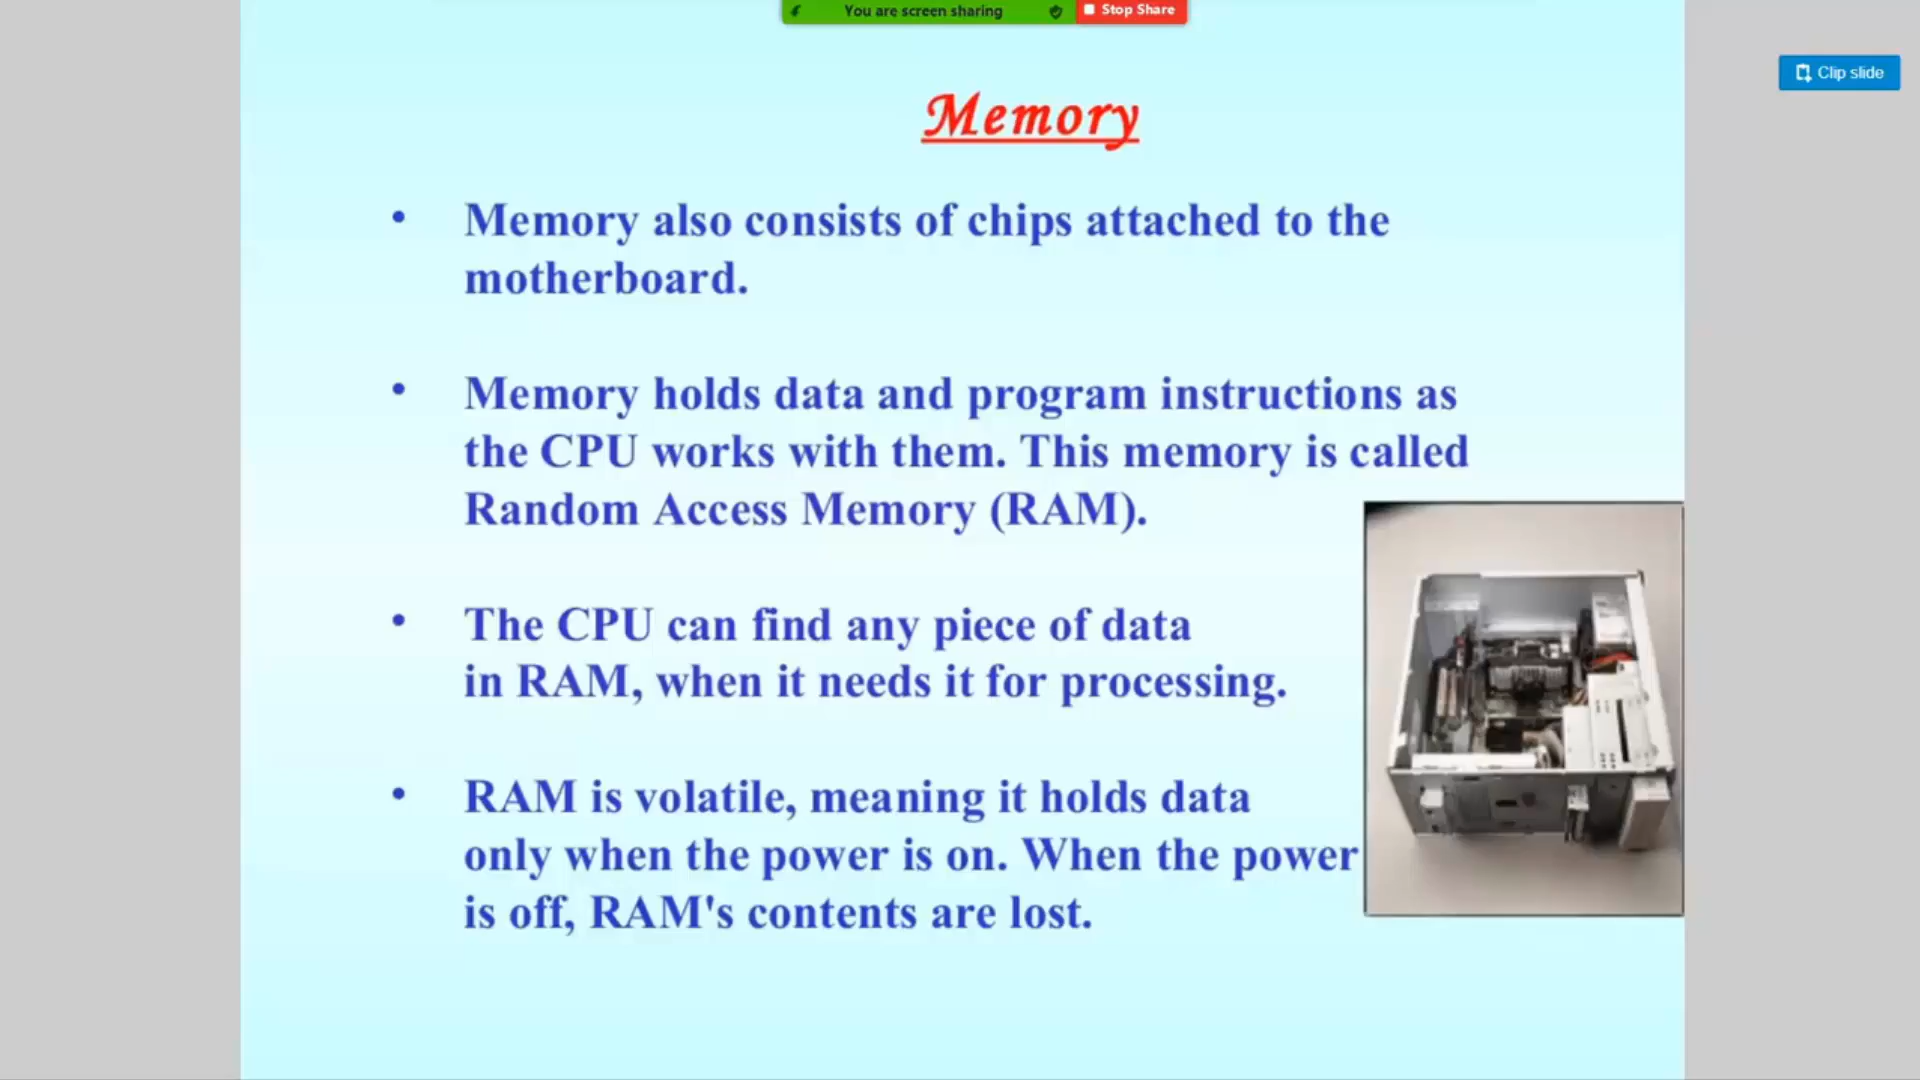 You are screen sharing
Stop Share
Clip slide
Memory
• Memory also consists of chips attached to the
motherboard.
• Memory holds data and program instructions as
the CPU works with them. This memory is called
Random Access Memory (RAM).
• The CPU can find any piece of data
in RAM, when it needs it for processing.
• RAM is volatile, meaning it holds data
only when the power is on. When the power
is off, RAM's contents are lost.